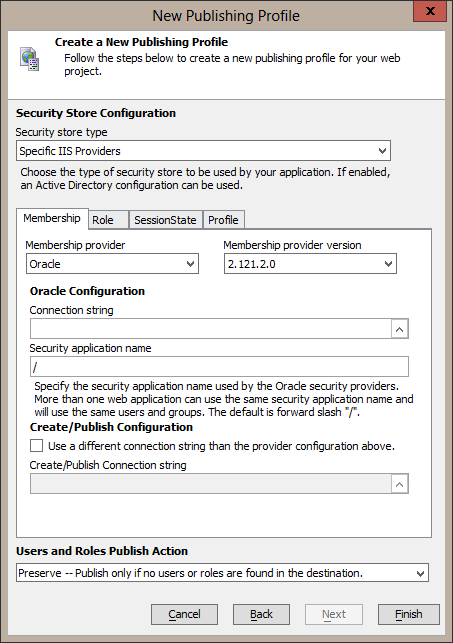 New Publishing Profile
x
Create a New Publishing Profile
Follow the steps below to create a new publishing profile for your web
project.
Security Store Configuration
Security store type
Specific IIS Providers
Choose the type of security store to be used by your application. If enabled,
an Active Directory configuration can be used.
Membership Role SessionState Profile
Membership provider Membership provider version
Oracle 2.121.2.0
Oracle Configuration
Connection string
Security application name
/
Specify the security application name used by the Oracle security providers.
More than one web application can use the same security application name and
will use the same users and groups. The default is forward slash "/".
Create/Publish Configuration
Use a different connection string than the provider configuration above.
Create/Publish Connection string
Users and Roles Publish Action
Preserve -- Publish only if no users or roles are found in the destination.
Cancel Back Next Finish